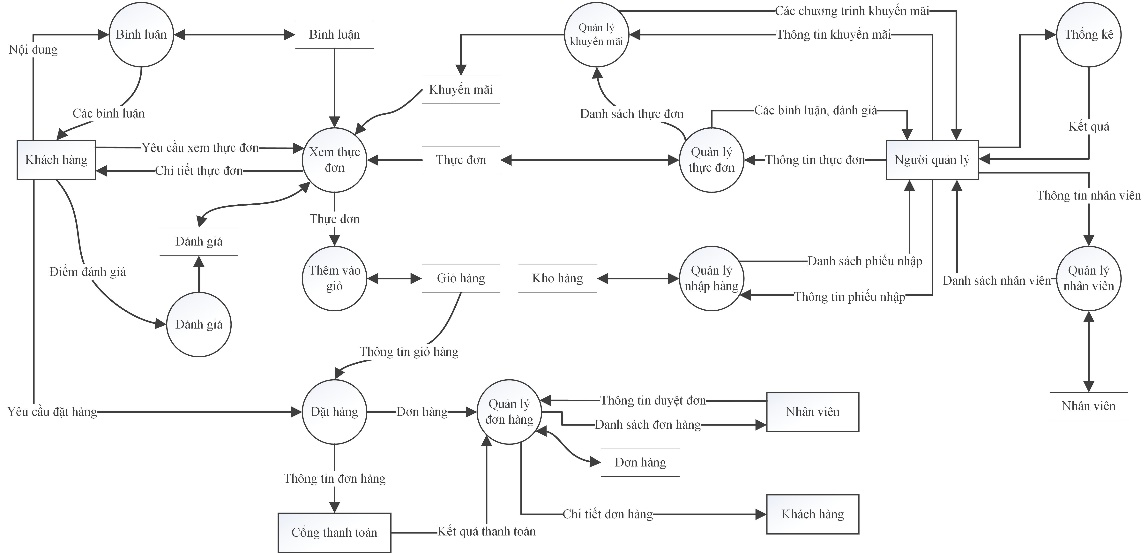 Nội dung
Bình luận
Bình luận
Các bình luận
Khách hàng
Yêu cầu xem thực đơn
Chi tiết thực đơn
Xem thực
đơn
Khuyến mãi
Thực đơn
Quản lý
khuyến mãi
Các chương trình khuyến mãi
Thông tin khuyến mãi
Danh sách thực đơn
Các bình luận, đánh giá
Quản lý
thực đơn
Thông tin thực đơn
Người quản lý
Thống kê
Kết quả
Thông tin nhân viên
Đánh giá
Điểm đánh giá
Đánh giá
Thực đơn
Thêm vào
giỏ
Giỏ hàng
Kho hàng
Quản lý
nhập hàng
Danh sách phiếu nhập
Thông tin phiếu nhập
Danh sách nhân viên
Quản lý
nhân viên
Nhân viên
Thông tin giỏ hàng
Yêu cầu đặt hàng
Đặt hàng
Đơn hàng
Quản lý
đơn hàng
Thông tin duyệt đơn
Danh sách đơn hàng
Nhân viên
Đơn hàng
Thông tin đơn hàng
Cổng thanh toán
Kết quả thanh toán
Chi tiết đơn hàng
Khách hàng